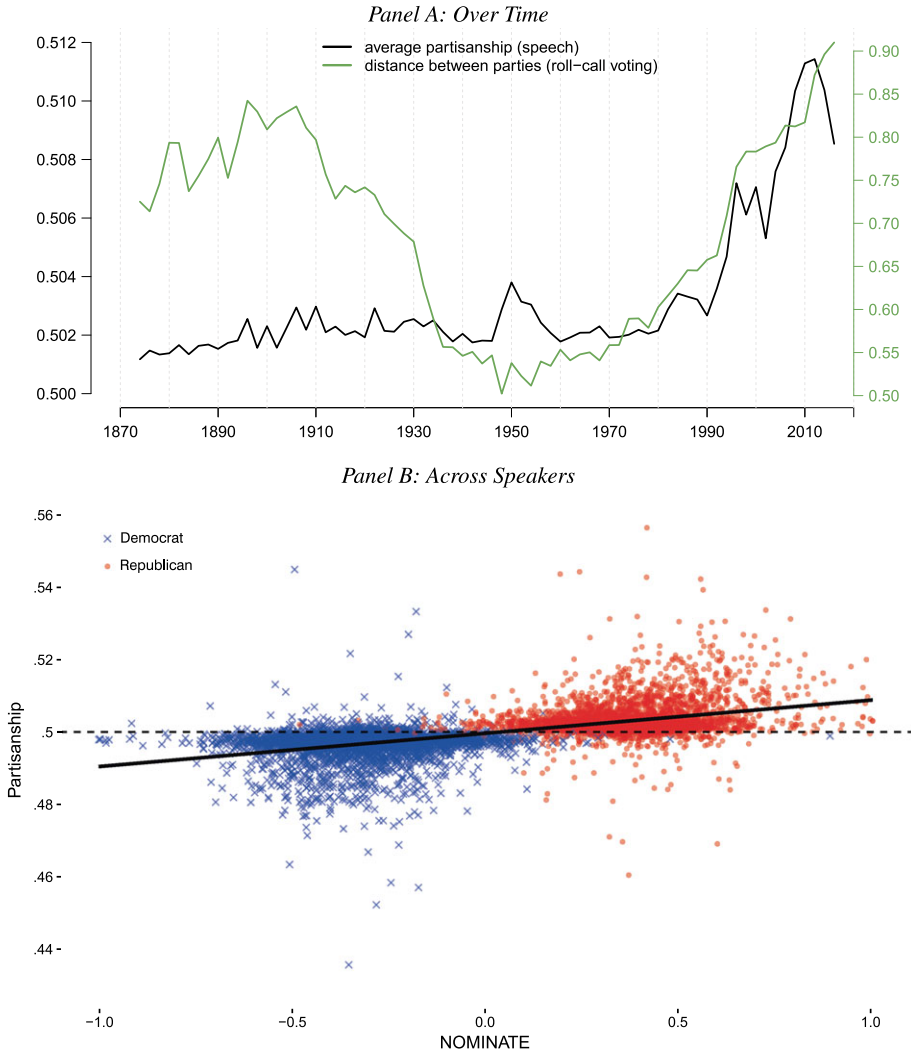 Panel A: Over Time
average partisanship (speech)
distance between parties (roll−call voting)
0.512
0.510
0.508
0.506
0.504
0.502
0.500
0.90
0.85
0.80
0.75
0.70
0.65
0.60
0.55
0.50
1870 1890 1910 1930 1950 1970 1990 2010
Panel B: Across Speakers
Democrat
Republican
Partisanship
.56
.54
.52
.5
.48
.46
.44
−1.0 −0.5 0.0 0.5 1.0
NOMINATE